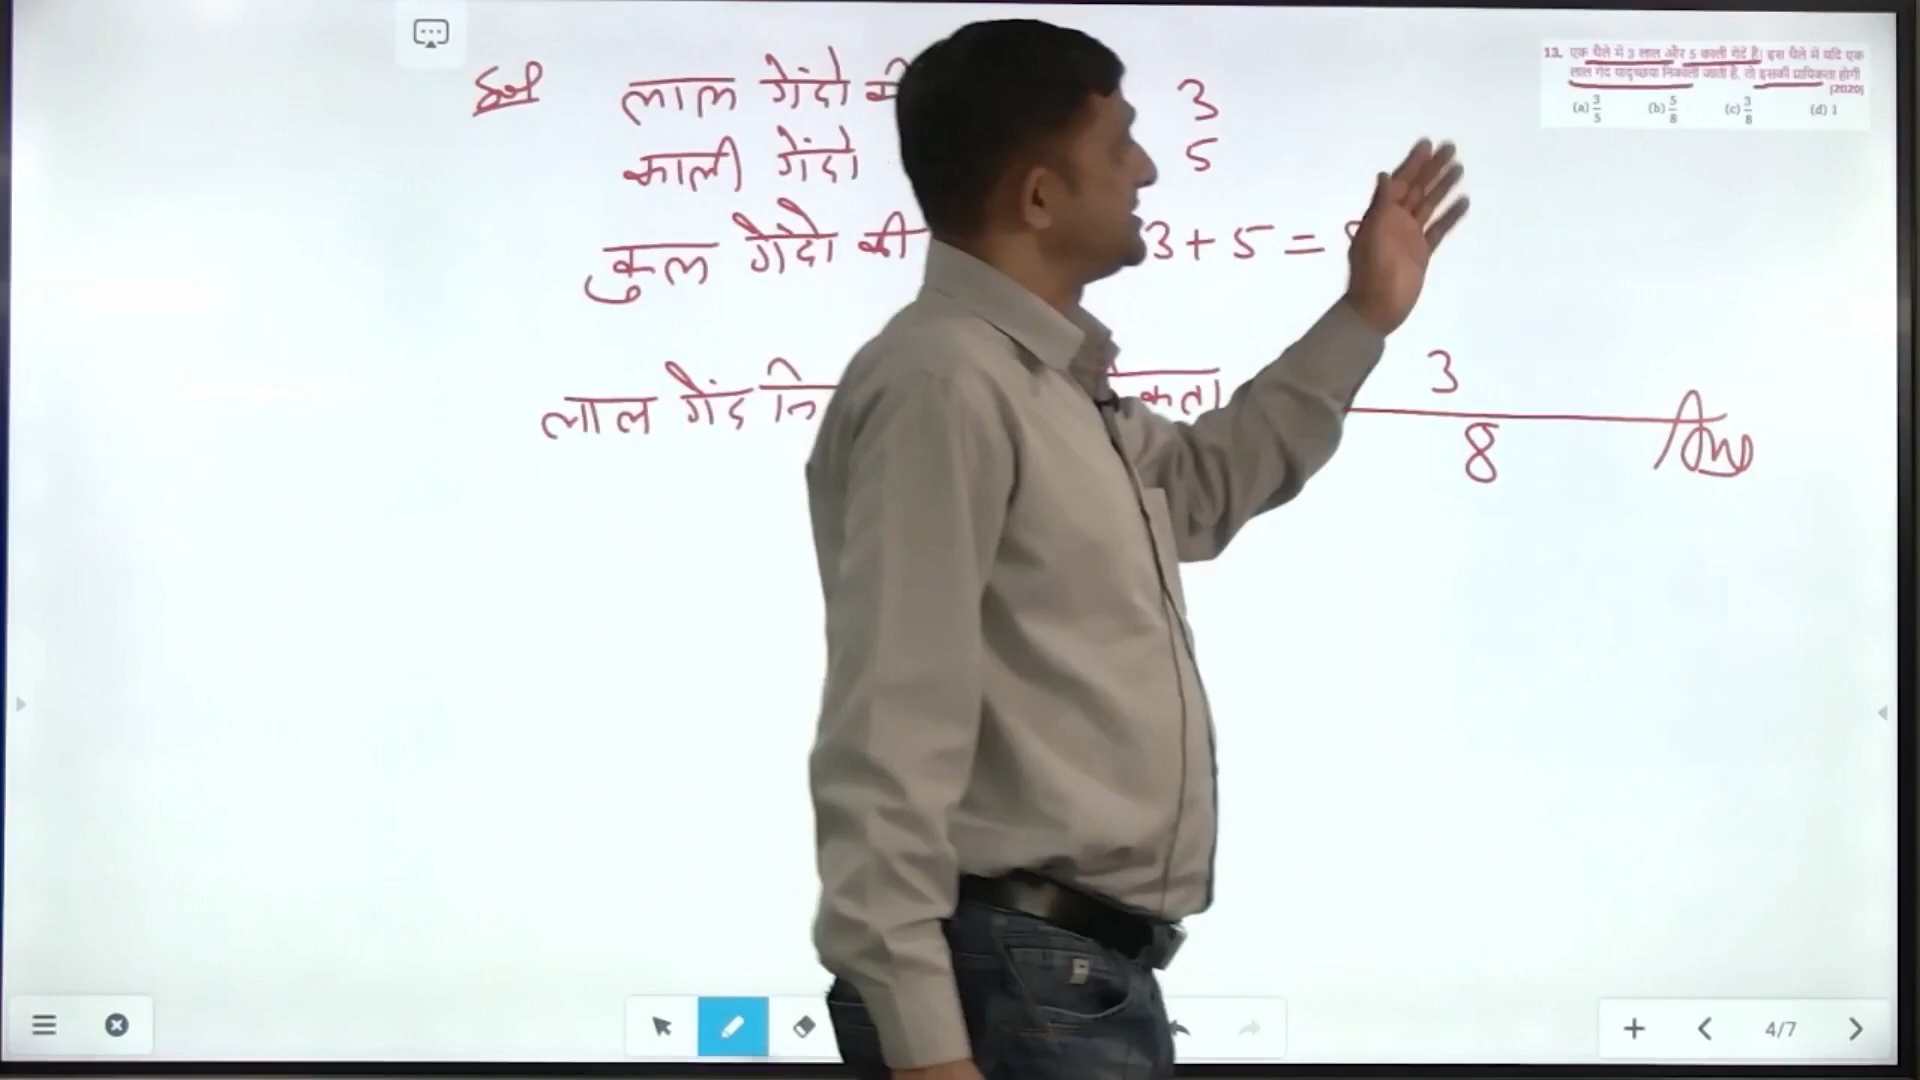 13. एक थैले में 3 लाल और 5 काली गेंदें हैं। इस थैले में यदि एक
लाल गेंद यादृच्छया निकाली जाती है, तो इसकी प्रायिकता होगी
[2020]
(a) 3/5 (b) 5/8 (c) 3/8 (d) 1
लाल गेंदो की 3
काली गेंदो 5
कुल गेंदो की 3 + 5 =
लाल गेंद नि कता 3
8 Ans
4/7